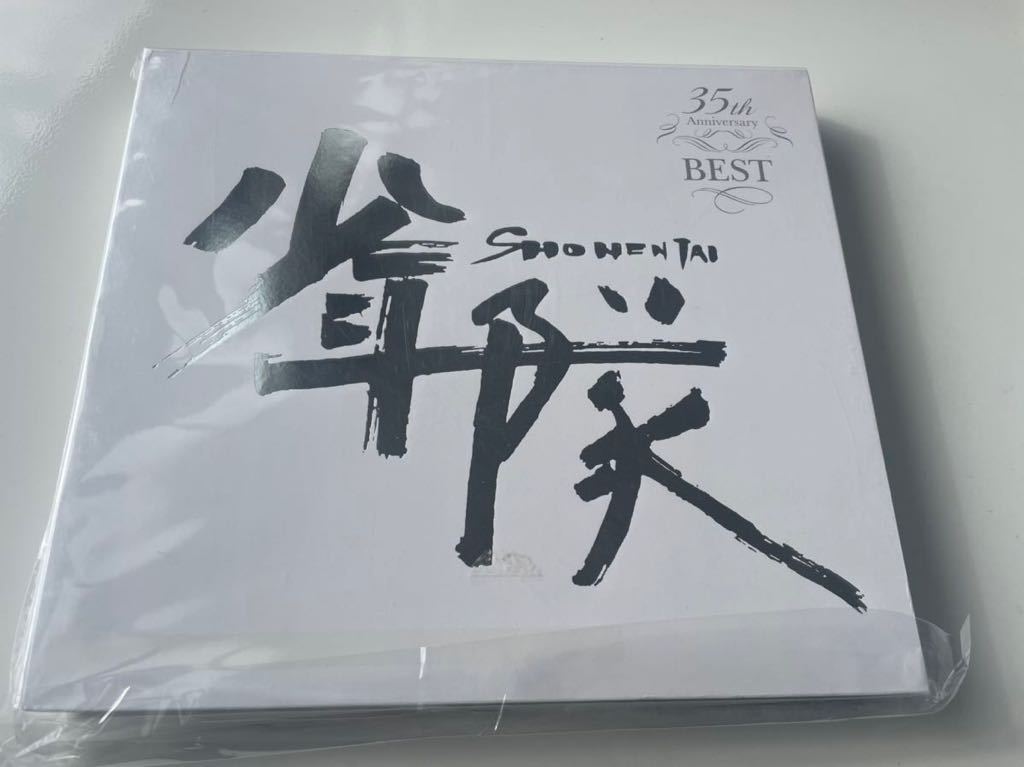 35th
Anniversary
BEST
SHONENTAI
少年隊